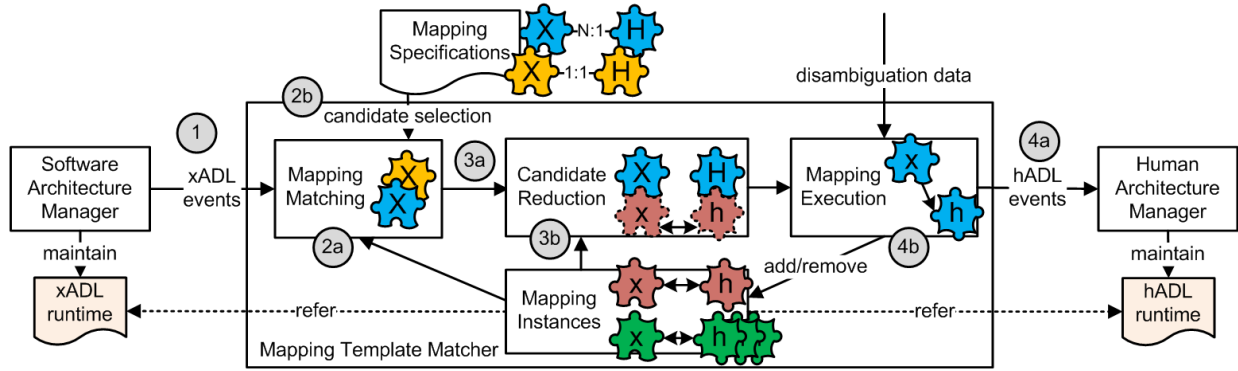 Mapping
Specifications
X N:1 H
X 1:1 H
disambiguation data
2b
candidate selection
1
xADL
events
Software
Architecture
Manager
maintain
xADL
runtime
Mapping
Matching
X
X
2a
3a
Candidate
Reduction
X H
x h
3b
Mapping
Execution
x
h
4b
4a
hADL
events
Human
Architecture
Manager
maintain
hADL
runtime
add/remove
Mapping
Instances
x h
x h
refer
refer
Mapping Template Matcher